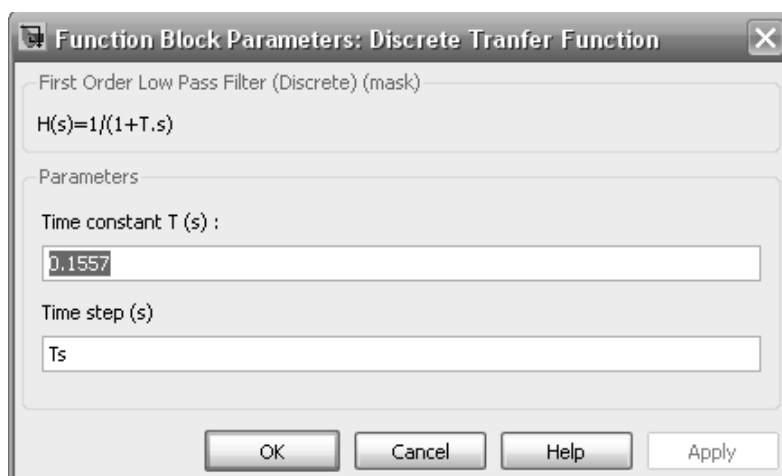 Function Block Parameters: Discrete Tranfer Function
First Order Low Pass Filter (Discrete) (mask)
H(s)=1/(1+T.s)
Parameters
Time constant T (s) :
0.1557
Time step (s)
Ts
OK Cancel Help Apply